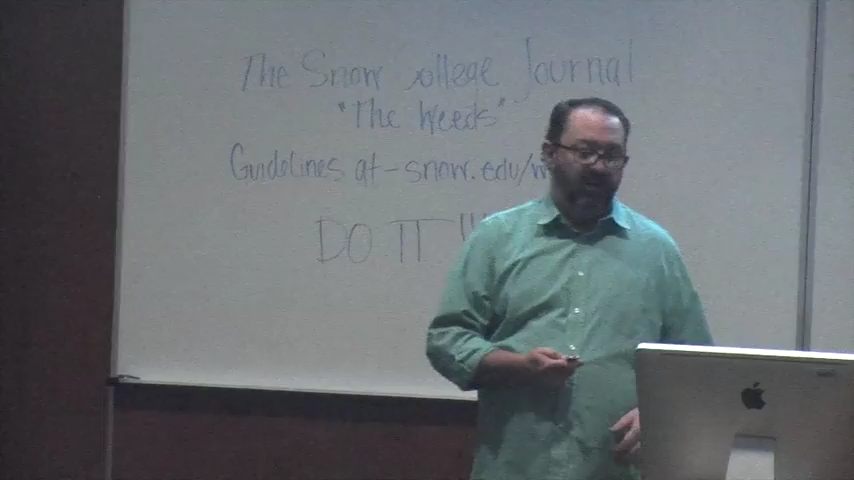 The Snow College Journal
"The Weeds"
Guidelines at - snow.edu/w
DO IT !!